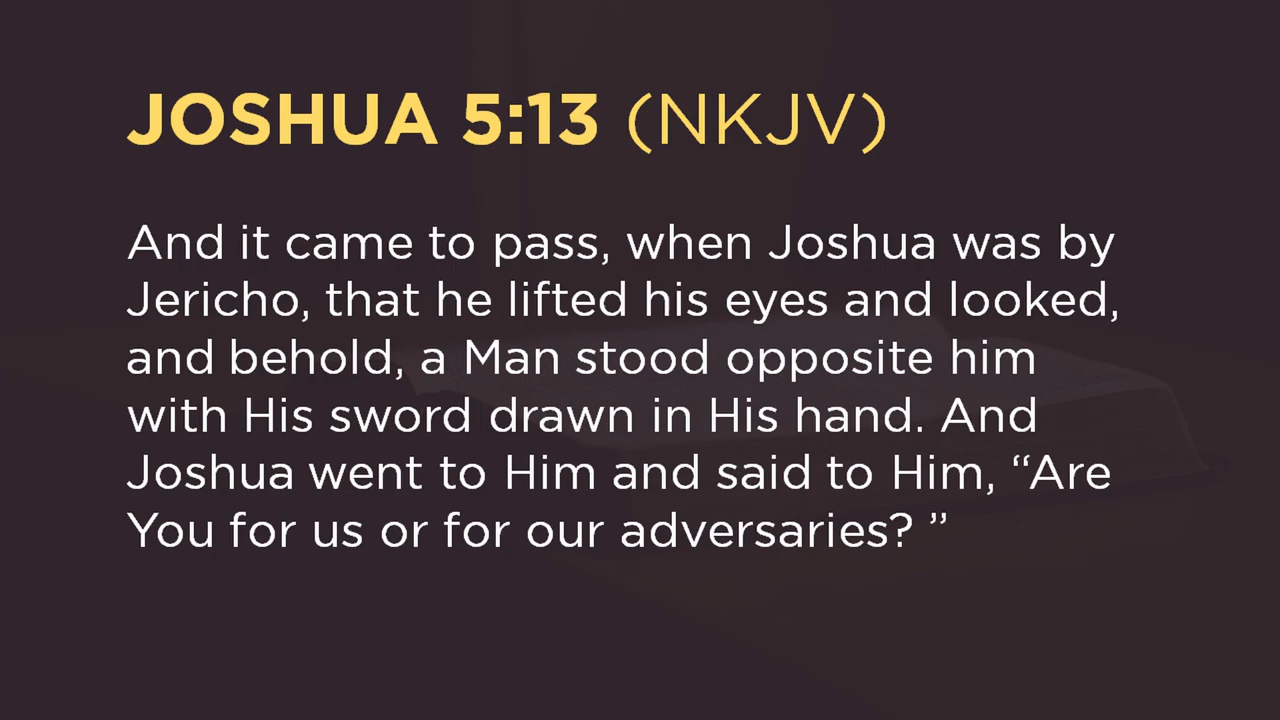 JOSHUA 5:13 (NKJV)
And it came to pass, when Joshua was by
Jericho, that he lifted his eyes and looked,
and behold, a Man stood opposite him
with His sword drawn in His hand. And
Joshua went to Him and said to Him, “Are
You for us or for our adversaries? ”